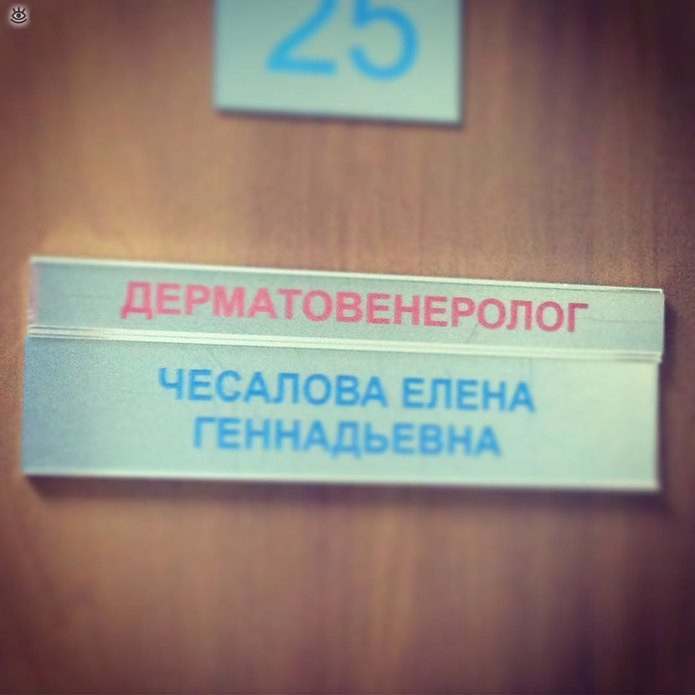 25
ДЕРМАТОВЕНЕРОЛОГ
ЧЕСАЛОВА ЕЛЕНА
ГЕННАДЬЕВНА